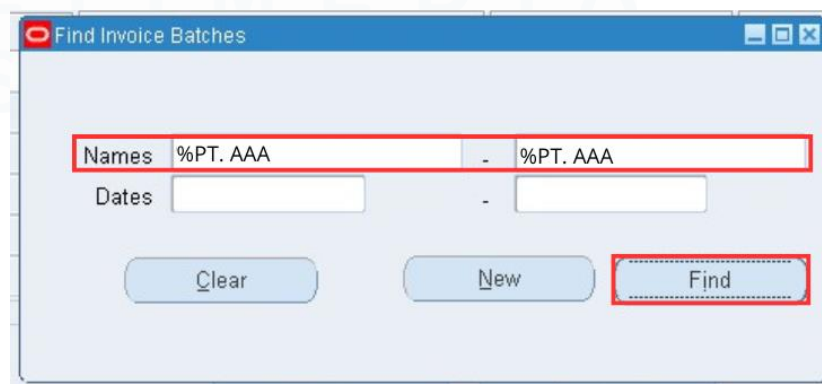 Find Invoice Batches
Names %PT. AAA - %PT. AAA
Dates -
Clear New Find